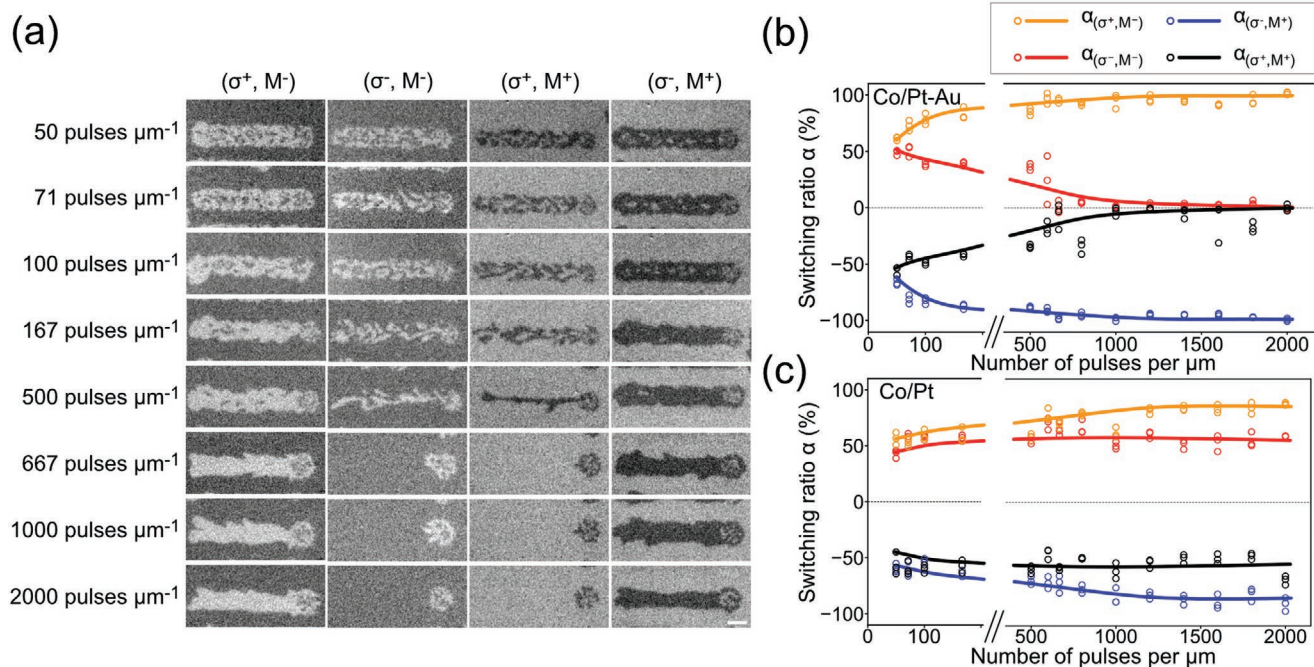 (a)
(σ⁺, M⁻) (σ⁻, M⁻) (σ⁺, M⁺) (σ⁻, M⁺)
50 pulses µm⁻¹
71 pulses µm⁻¹
100 pulses µm⁻¹
167 pulses µm⁻¹
500 pulses µm⁻¹
667 pulses µm⁻¹
1000 pulses µm⁻¹
2000 pulses µm⁻¹
(b)
α(σ⁺,M⁻) α(σ⁻,M⁺)
α(σ⁻,M⁻) α(σ⁺,M⁺)
Co/Pt-Au
Switching ratio α (%)
100
50
0
−50
−100
0 100 500 1000 1500 2000
Number of pulses per µm
(c)
Co/Pt
Switching ratio α (%)
100
50
0
−50
−100
0 100 500 1000 1500 2000
Number of pulses per µm